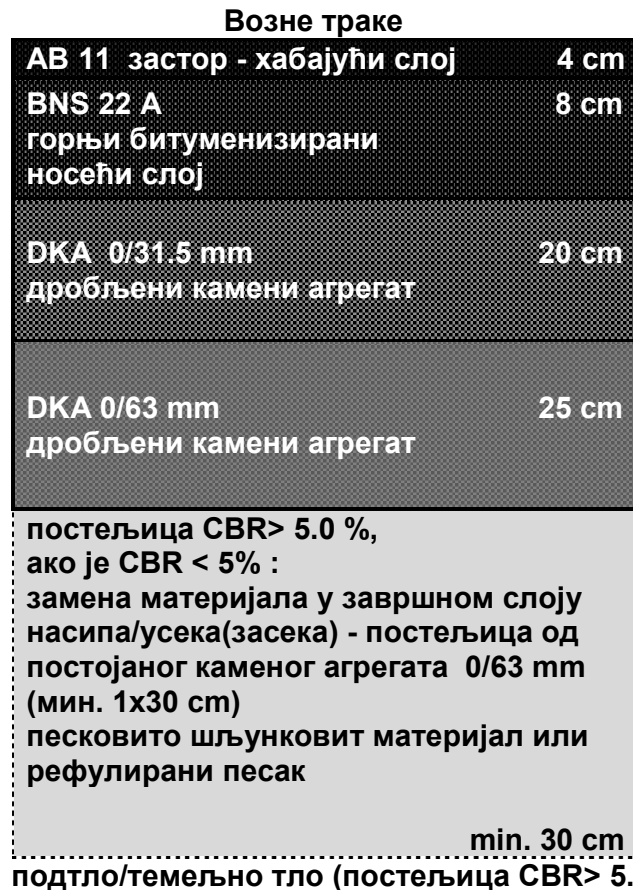 Возне траке
АВ 11 застор - хабајући слој 4 cm
BNS 22 A 8 cm
горњи битуменизирани
носећи слој
DKA 0/31.5 mm 20 cm
дробљени камени агрегат
DKA 0/63 mm 25 cm
дробљени камени агрегат
постељица CBR> 5.0 %,
ако је CBR < 5% :
замена материјала у завршном слоју
насипа/усека(засека) - постељица од
постојаног каменог агрегата 0/63 mm
(мин. 1x30 cm)
песковито шљунковит материјал или
рефулирани песак
min. 30 cm
подтло/темељно тло (постељица CBR> 5.